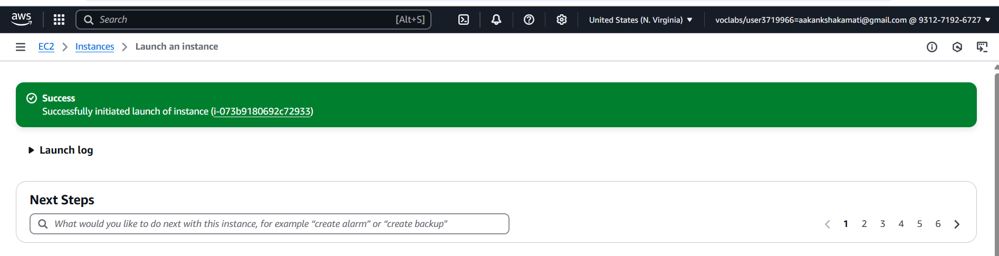 aws
Search [Alt+S]
United States (N. Virginia)
voclabs/user3719966=aakankshakamati@gmail.com @ 9312-7192-6727
EC2 > Instances > Launch an instance
Success
Successfully initiated launch of instance (i-073b9180692c72933)
Launch log
Next Steps
What would you like to do next with this instance, for example “create alarm” or “create backup"
1 2 3 4 5 6